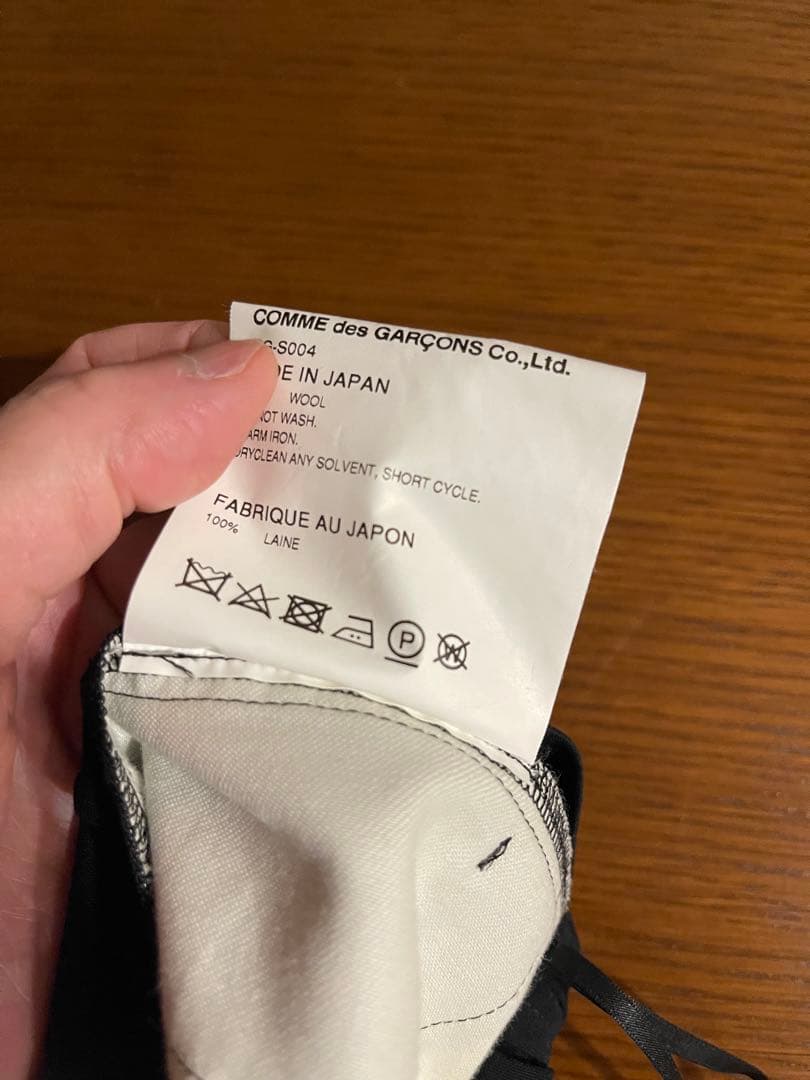 COMME des GARÇONS Co.,Ltd.
G-S004
DE IN JAPAN
WOOL
NOT WASH.
ARM IRON.
DRYCLEAN ANY SOLVENT, SHORT CYCLE.
FABRIQUE AU JAPON
100% LAINE
P W